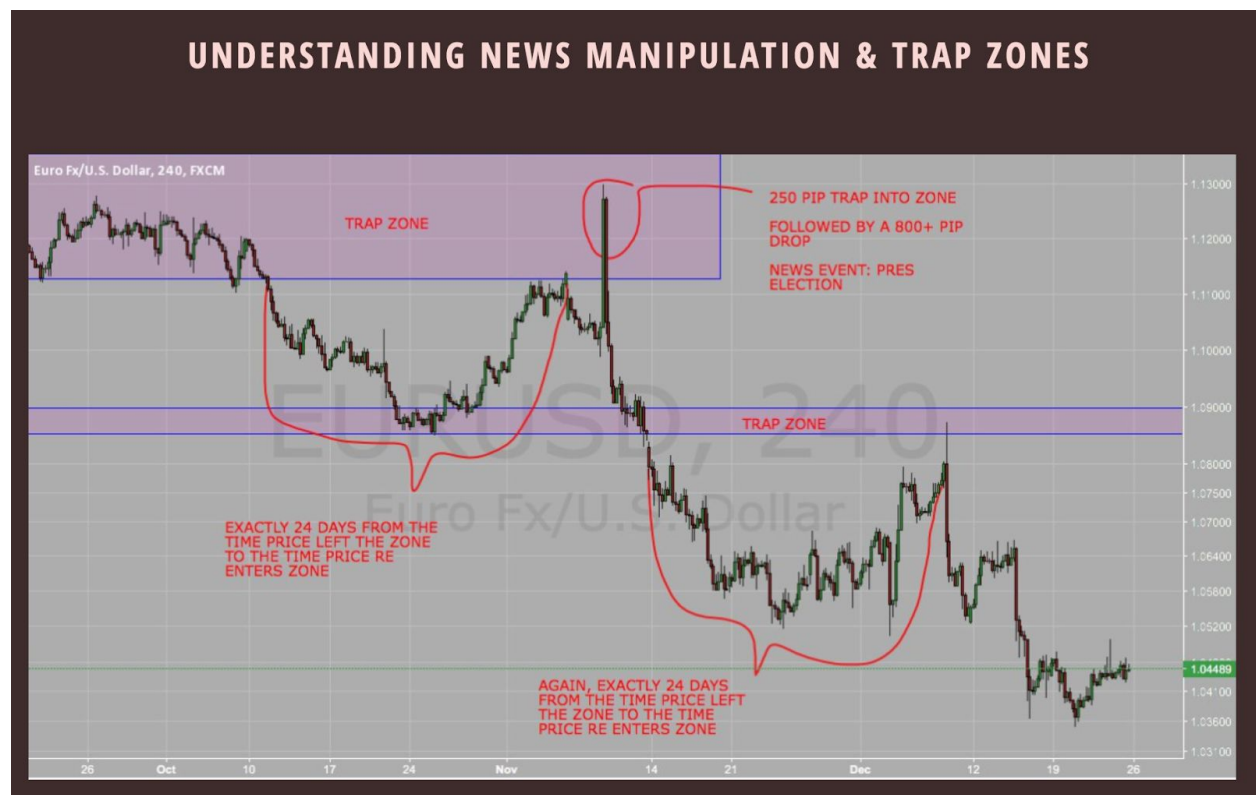 UNDERSTANDING NEWS MANIPULATION & TRAP ZONES
Euro Fx/U.S. Dollar, 240, FXCM
TRAP ZONE
250 PIP TRAP INTO ZONE
FOLLOWED BY A 800+ PIP
DROP
NEWS EVENT: PRES
ELECTION
EURUSD, 240
Euro Fx/U.S. Dollar
TRAP ZONE
EXACTLY 24 DAYS FROM THE
TIME PRICE LEFT THE ZONE
TO THE TIME PRICE RE
ENTERS ZONE
AGAIN, EXACTLY 24 DAYS
FROM THE TIME PRICE LEFT
THE ZONE TO THE TIME
PRICE RE ENTERS ZONE
1.13000
1.12000
1.11000
1.10000
1.09000
1.08000
1.07500
1.07000
1.06400
1.05800
1.05200
1.04489
1.04100
1.03600
1.03100
26 Oct 10 17 24 Nov 14 21 Dec 12 19 26